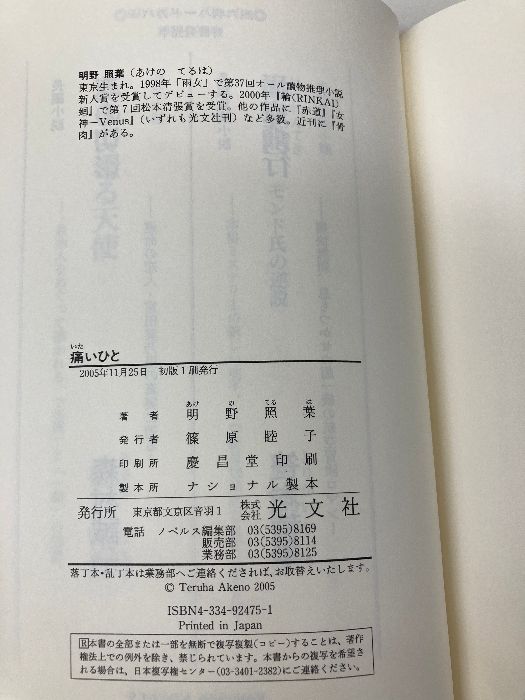 明野 照葉（あけの てるは）
東京生まれ。1998年「雨女」で第37回オール讀物推理小説
新人賞を受賞してデビューする。2000年『輪（RINKAI）
廻』で第７回松本清張賞を受賞。他の作品に『赤道』『女
神－Venus』（いずれも光文社刊）など多数。近刊に『骨
肉』がある。
いた
痛いひと
2005年11月25日 初版１刷発行
あけ の てる は
著 者 明 野 照 葉
発行者 篠 原 睦 子
印刷所 慶 昌 堂 印 刷
製本所 ナ シ ョ ナ ル 製 本
発行所 東京都文京区音羽１ 株式会社 光 文 社
電話 ノベルス編集部 03(5395)8169
販売部 03(5395)8114
業務部 03(5395)8125
落丁本・乱丁本は業務部へご連絡くだされば、お取替えいたします。
© Teruha Akeno 2005
ISBN4-334-92475-1
Printed in Japan
Ⓡ本書の全部または一部を無断で複写複製（コピー）することは、著作
権法上での例外を除き、禁じられています。本書からの複写を希望さ
れる場合は、日本複写権センター(03-3401-2382)にご連絡ください。